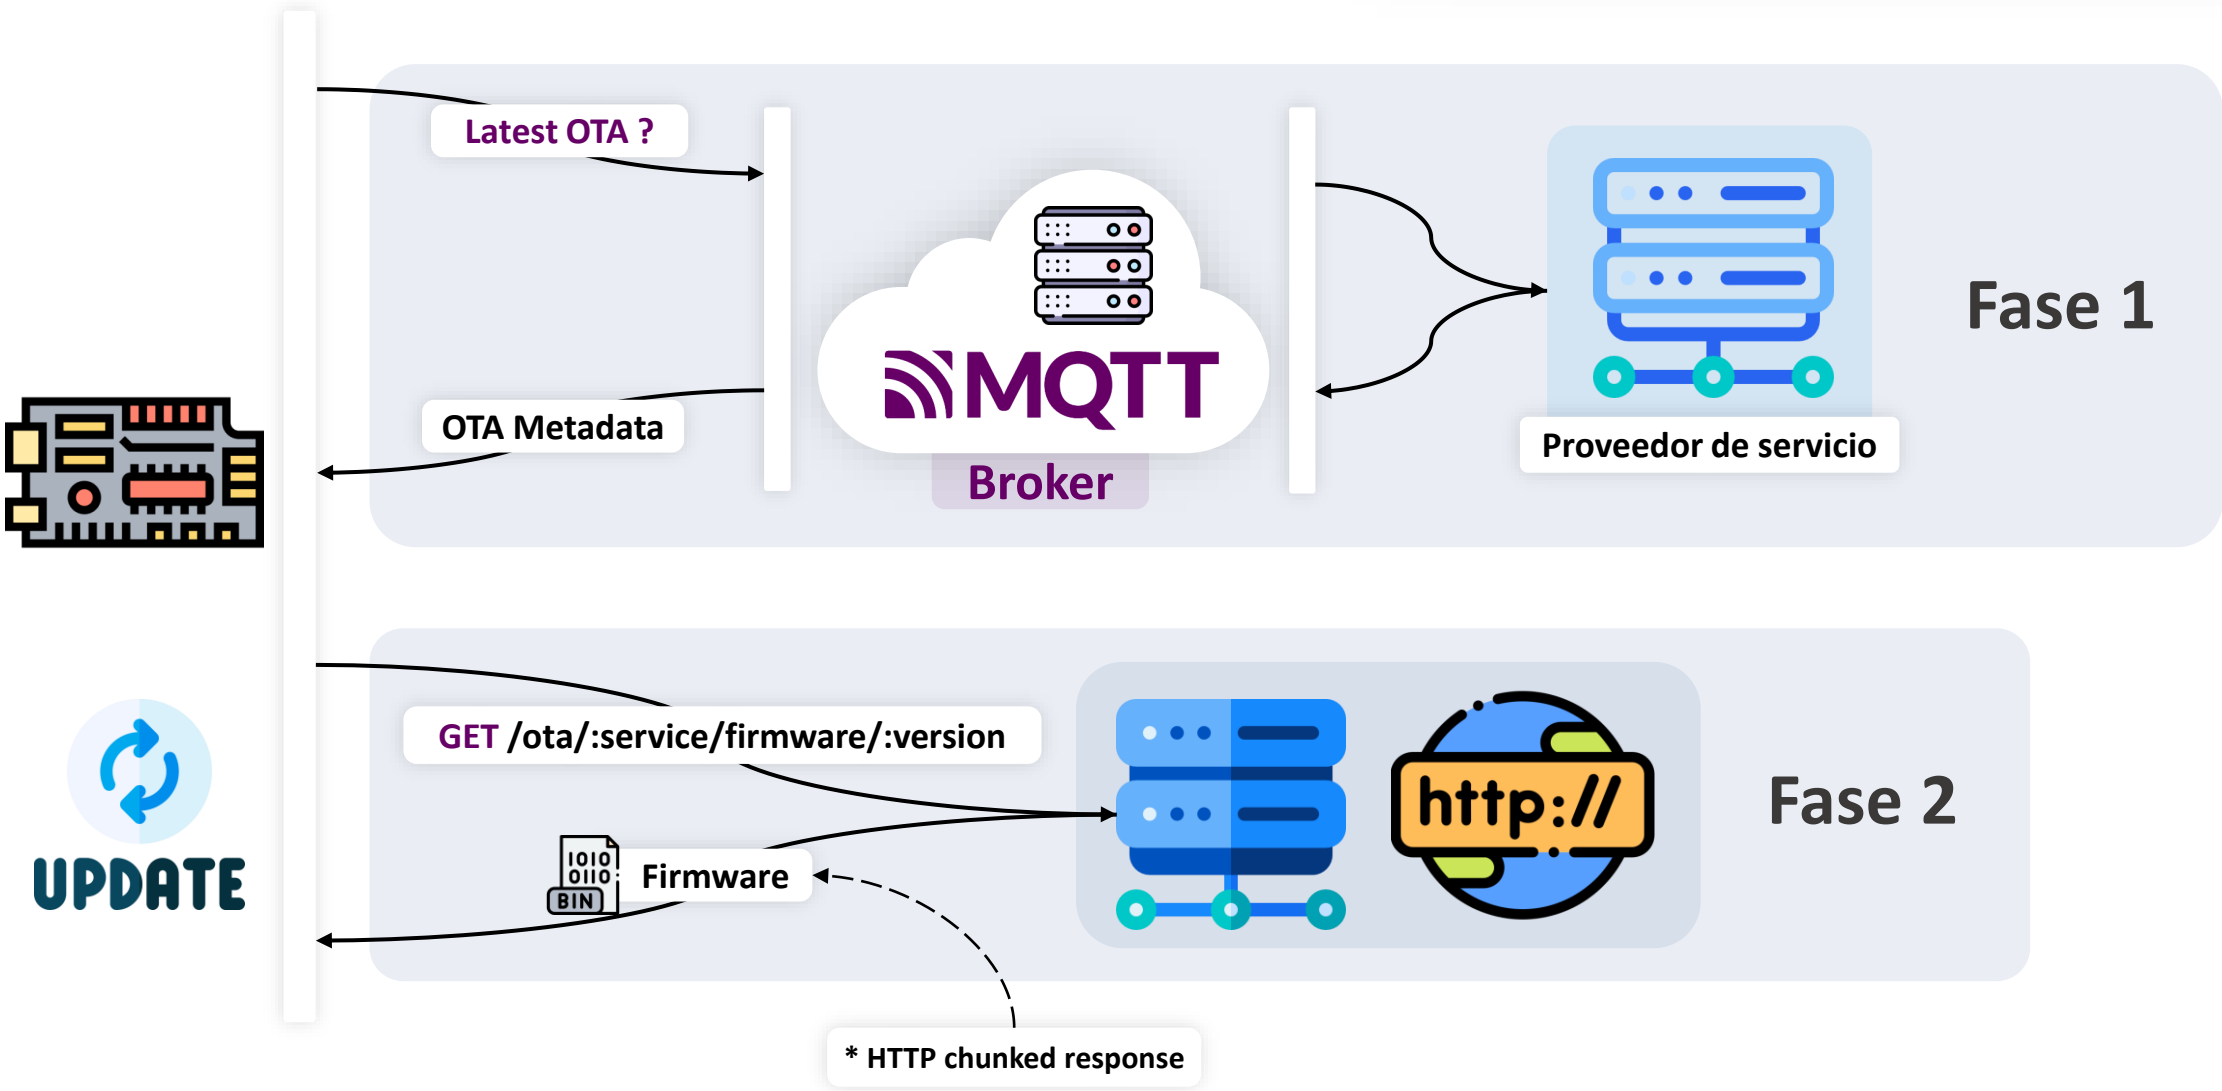 Latest OTA ?
MQTT
Broker
OTA Metadata
Proveedor de servicio
Fase 1
GET /ota/:service/firmware/:version
http://
Fase 2
UPDATE
1010
0110
BIN
Firmware
* HTTP chunked response